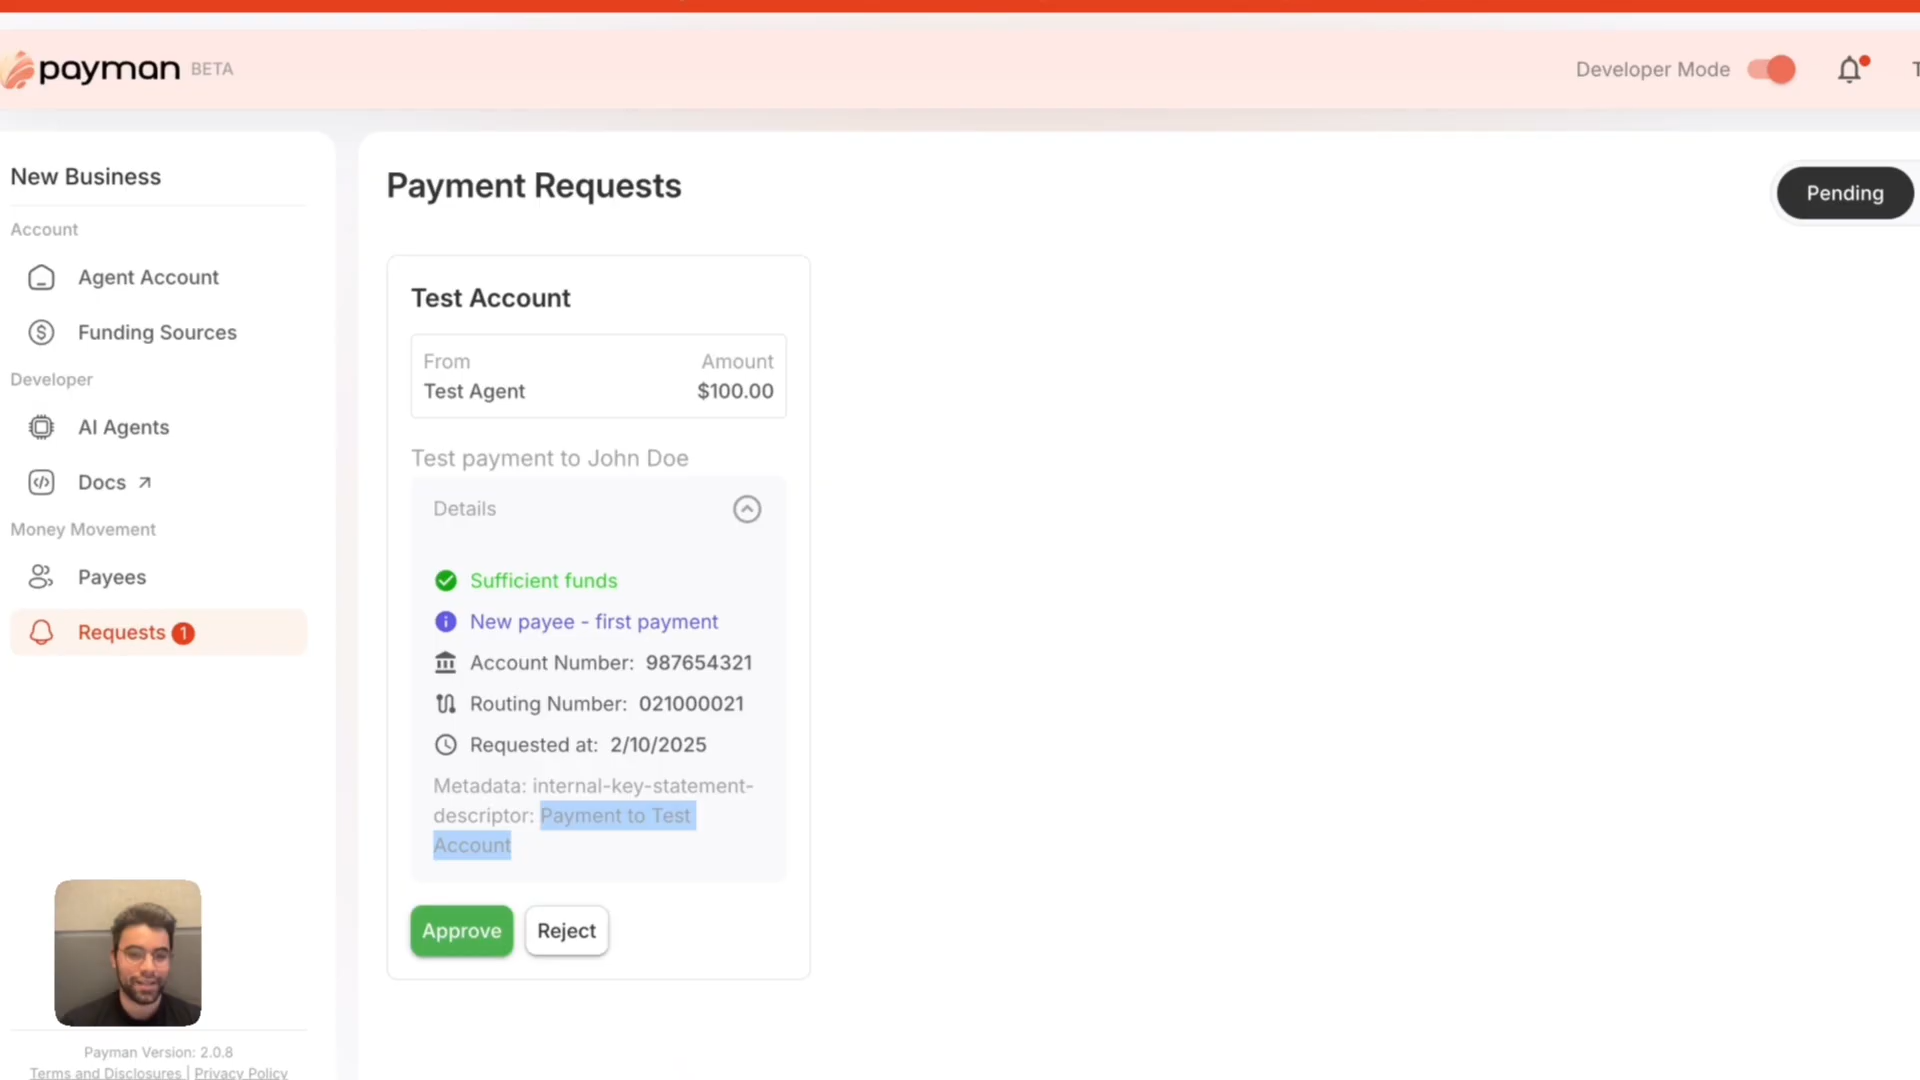 payman BETA
Developer Mode
New Business
Account
Agent Account
Funding Sources
Developer
AI Agents
Docs
Money Movement
Payees
Requests 1
Payman Version: 2.0.8
Terms and Disclosures | Privacy Policy
Payment Requests
Pending
Test Account
From Amount
Test Agent $100.00
Test payment to John Doe
Details
Sufficient funds
New payee - first payment
Account Number: 987654321
Routing Number: 021000021
Requested at: 2/10/2025
Metadata: internal-key-statement-
descriptor: Payment to Test
Account
Approve Reject